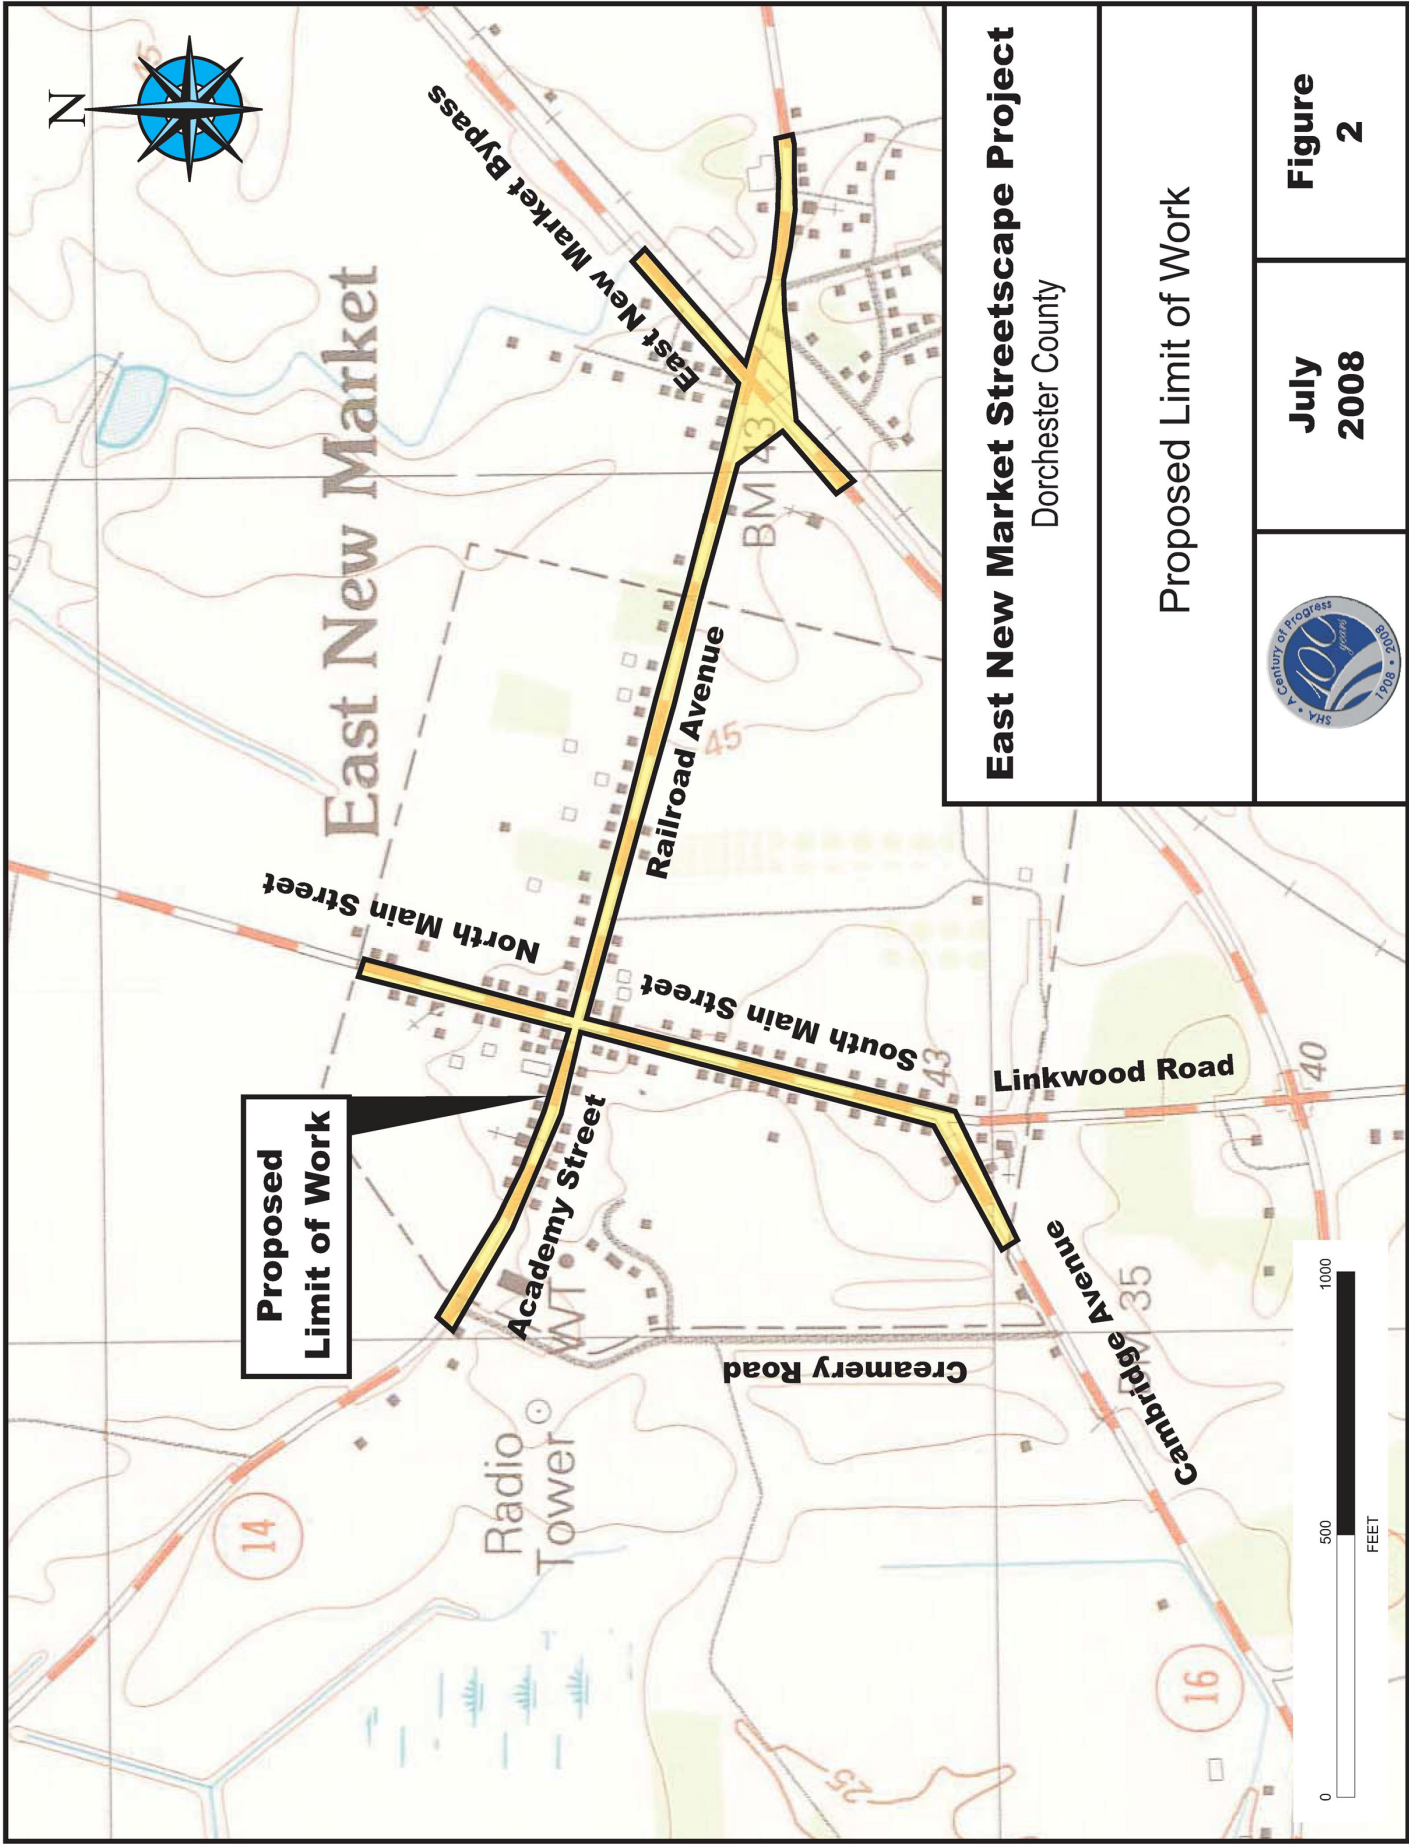 N
East New Market
East New Market Bypass
North Main Street
Railroad Avenue
South Main Street
Proposed
Limit of Work
Academy Street
Creamery Road
Linkwood Road
Cambridge Avenue
Radio
Tower
WT
BM 43
BM 35
45
45
43
40
25
14
16
0
500
1000
FEET
East New Market Streetscape Project
Dorchester County
Proposed Limit of Work
SHA • A Century of Progress
100
years
1908 • 2008
July
2008
Figure
2